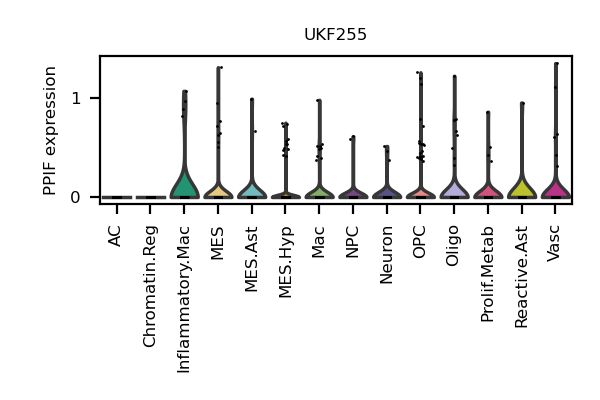 UKF255
PPIF expression
1
0
AC
Chromatin.Reg
Inflammatory.Mac
MES
MES.Ast
MES.Hyp
Mac
NPC
Neuron
OPC
Oligo
Prolif.Metab
Reactive.Ast
Vasc